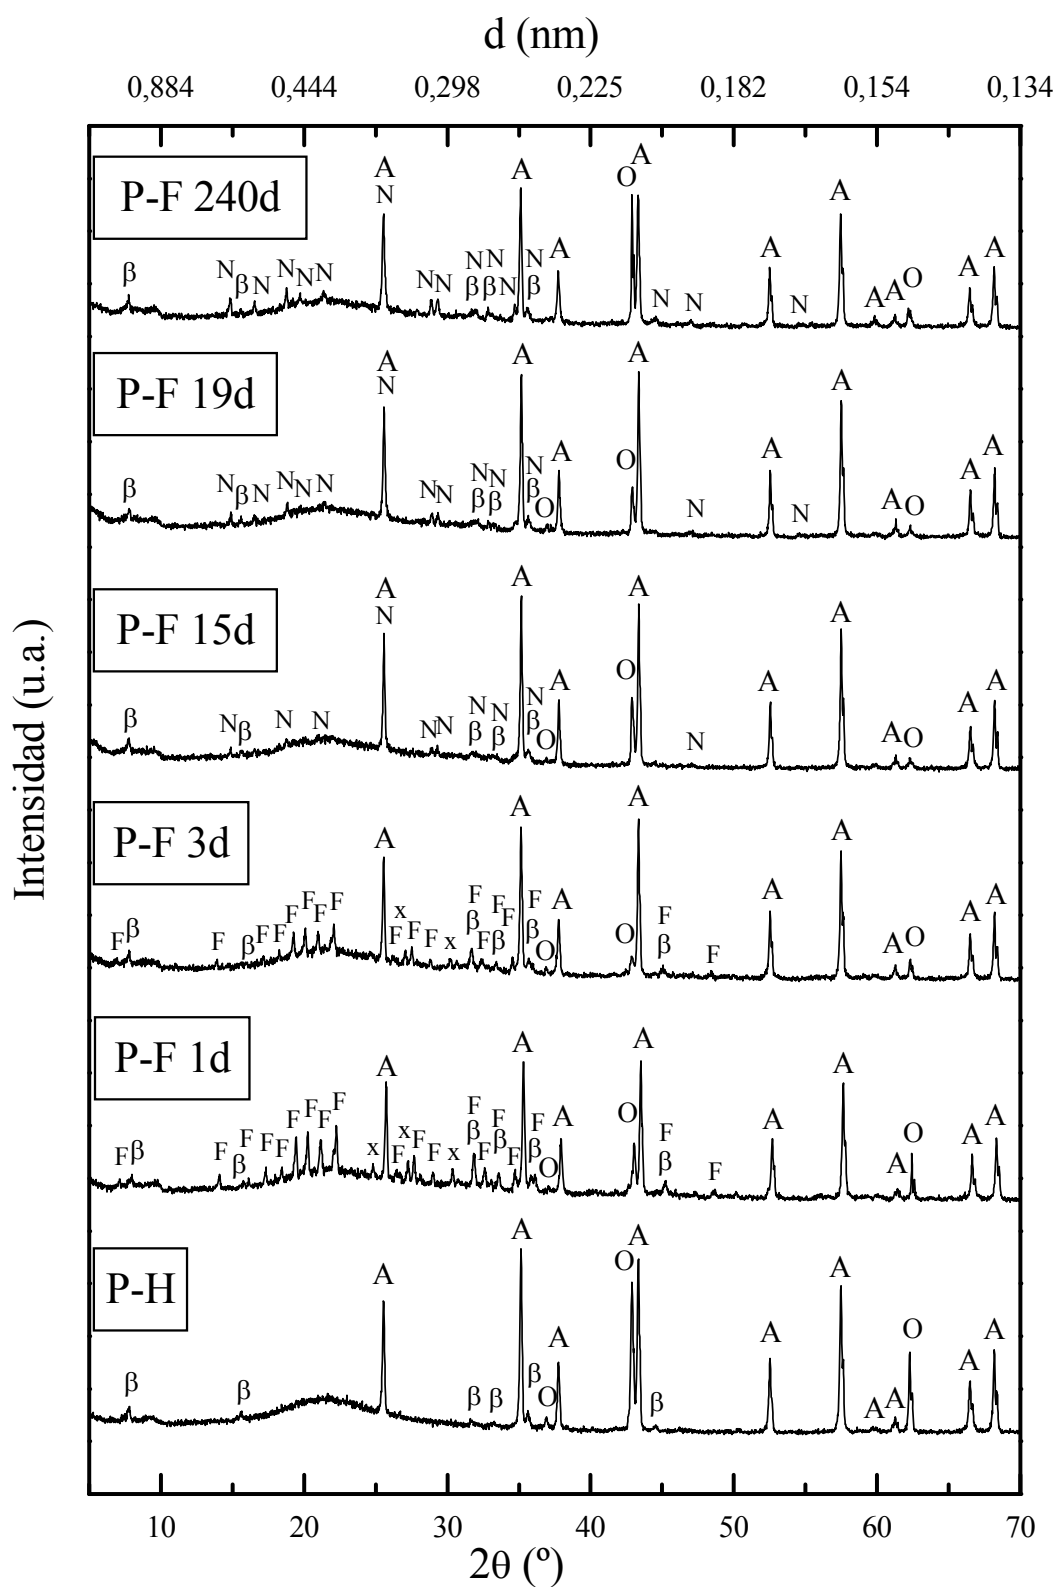 d (nm)
0,884 0,444 0,298 0,225 0,182 0,154 0,134
Intensidad (u.a.)
P-F 240d
β N β N N N N A N N N N β N β N A N β A O A N N A N A A A O A A
P-F 19d
β N β N N N N A N N N N β N β A N β O A O A N A N A A O A A
P-F 15d
β N β N N A N N N N β N β A N β O A O A N A A A O A A
P-F 3d
F β F β F F F F F F A x F F F x F β F F β F A F β O A O A F β F A A A O A A
P-F 1d
F β F β F F F F F F F x A x F F F x F β F F β F A F β O A O A F β F A A A O A A
P-H
β β A β β A β O A O A β A A A A O A A
10 20 30 40 50 60 70
2θ (º)